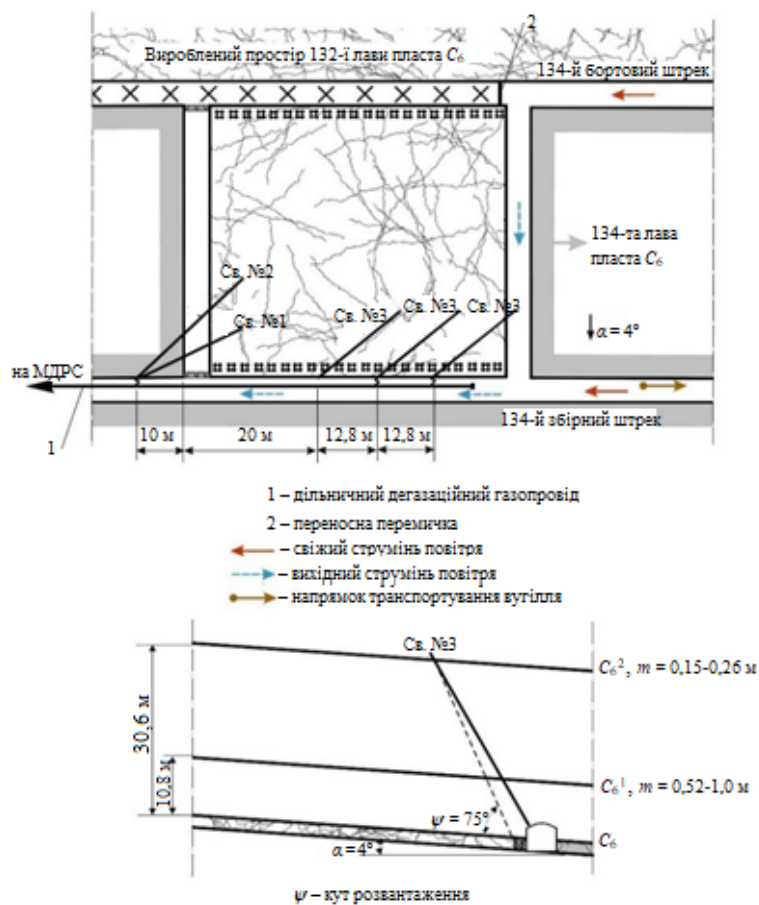 2
Вироблений простір 132-ї лави пласта C₆
134-й бортовий штрек
134-та лава
пласта C₆
α = 4°
Св. №2
Св. №1
Св. №3
Св. №3
Св. №3
на МДРС
1
10 м
20 м
12,8 м
12,8 м
134-й збірний штрек
1 – дільничний дегазаційний газопровід
2 – переносна перемичка
– свіжий струмінь повітря
– вихідний струмінь повітря
– напрямок транспортування вугілля
Св. №3
C₆², m = 0,15-0,26 м
30,6 м
10,8 м
C₆¹, m = 0,52-1,0 м
ψ = 75°
C₆
α = 4°
ψ – кут розвантаження